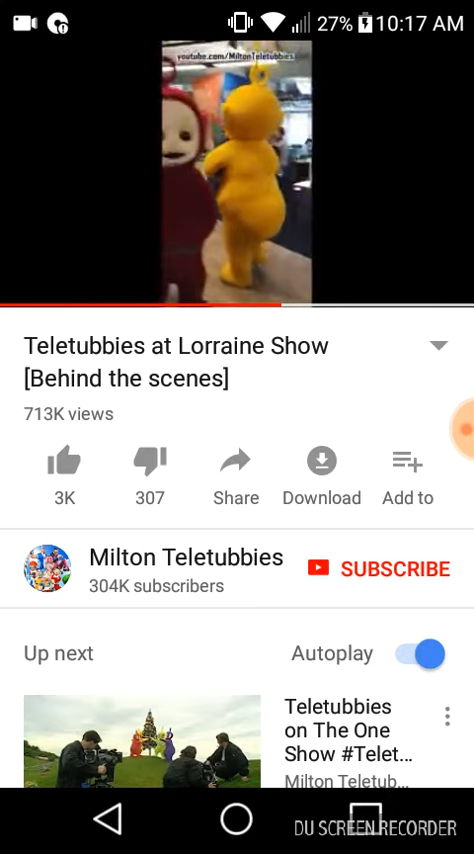 27% 10:17 AM
youtube.com/MiltonTeletubbies
Teletubbies at Lorraine Show
[Behind the scenes]
713K views
3K
307
Share
Download
Add to
Milton Teletubbies
304K subscribers
SUBSCRIBE
Up next
Autoplay
Teletubbies
on The One
Show #Telet...
Milton Teletub...
DU SCREEN RECORDER